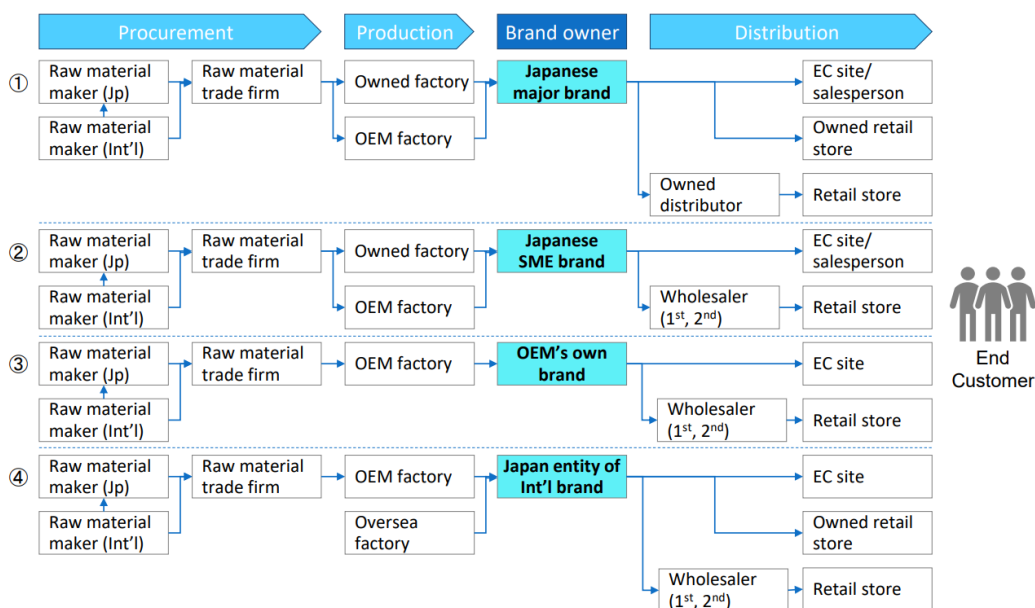 Procurement
Production
Brand owner
Distribution
①
Raw material
maker (Jp)
Raw material
trade firm
Owned factory
Japanese
major brand
EC site/
salesperson
Raw material
maker (Int’l)
OEM factory
Owned retail
store
Owned
distributor
Retail store
②
Raw material
maker (Jp)
Raw material
trade firm
Owned factory
Japanese
SME brand
EC site/
salesperson
Raw material
maker (Int’l)
OEM factory
Wholesaler
(1st, 2nd)
Retail store
③
Raw material
maker (Jp)
Raw material
trade firm
OEM factory
OEM’s own
brand
EC site
Raw material
maker (Int’l)
Wholesaler
(1st, 2nd)
Retail store
④
Raw material
maker (Jp)
Raw material
trade firm
OEM factory
Japan entity of
Int’l brand
EC site
Raw material
maker (Int’l)
Oversea
factory
Owned retail
store
Wholesaler
(1st, 2nd)
Retail store
End
Customer